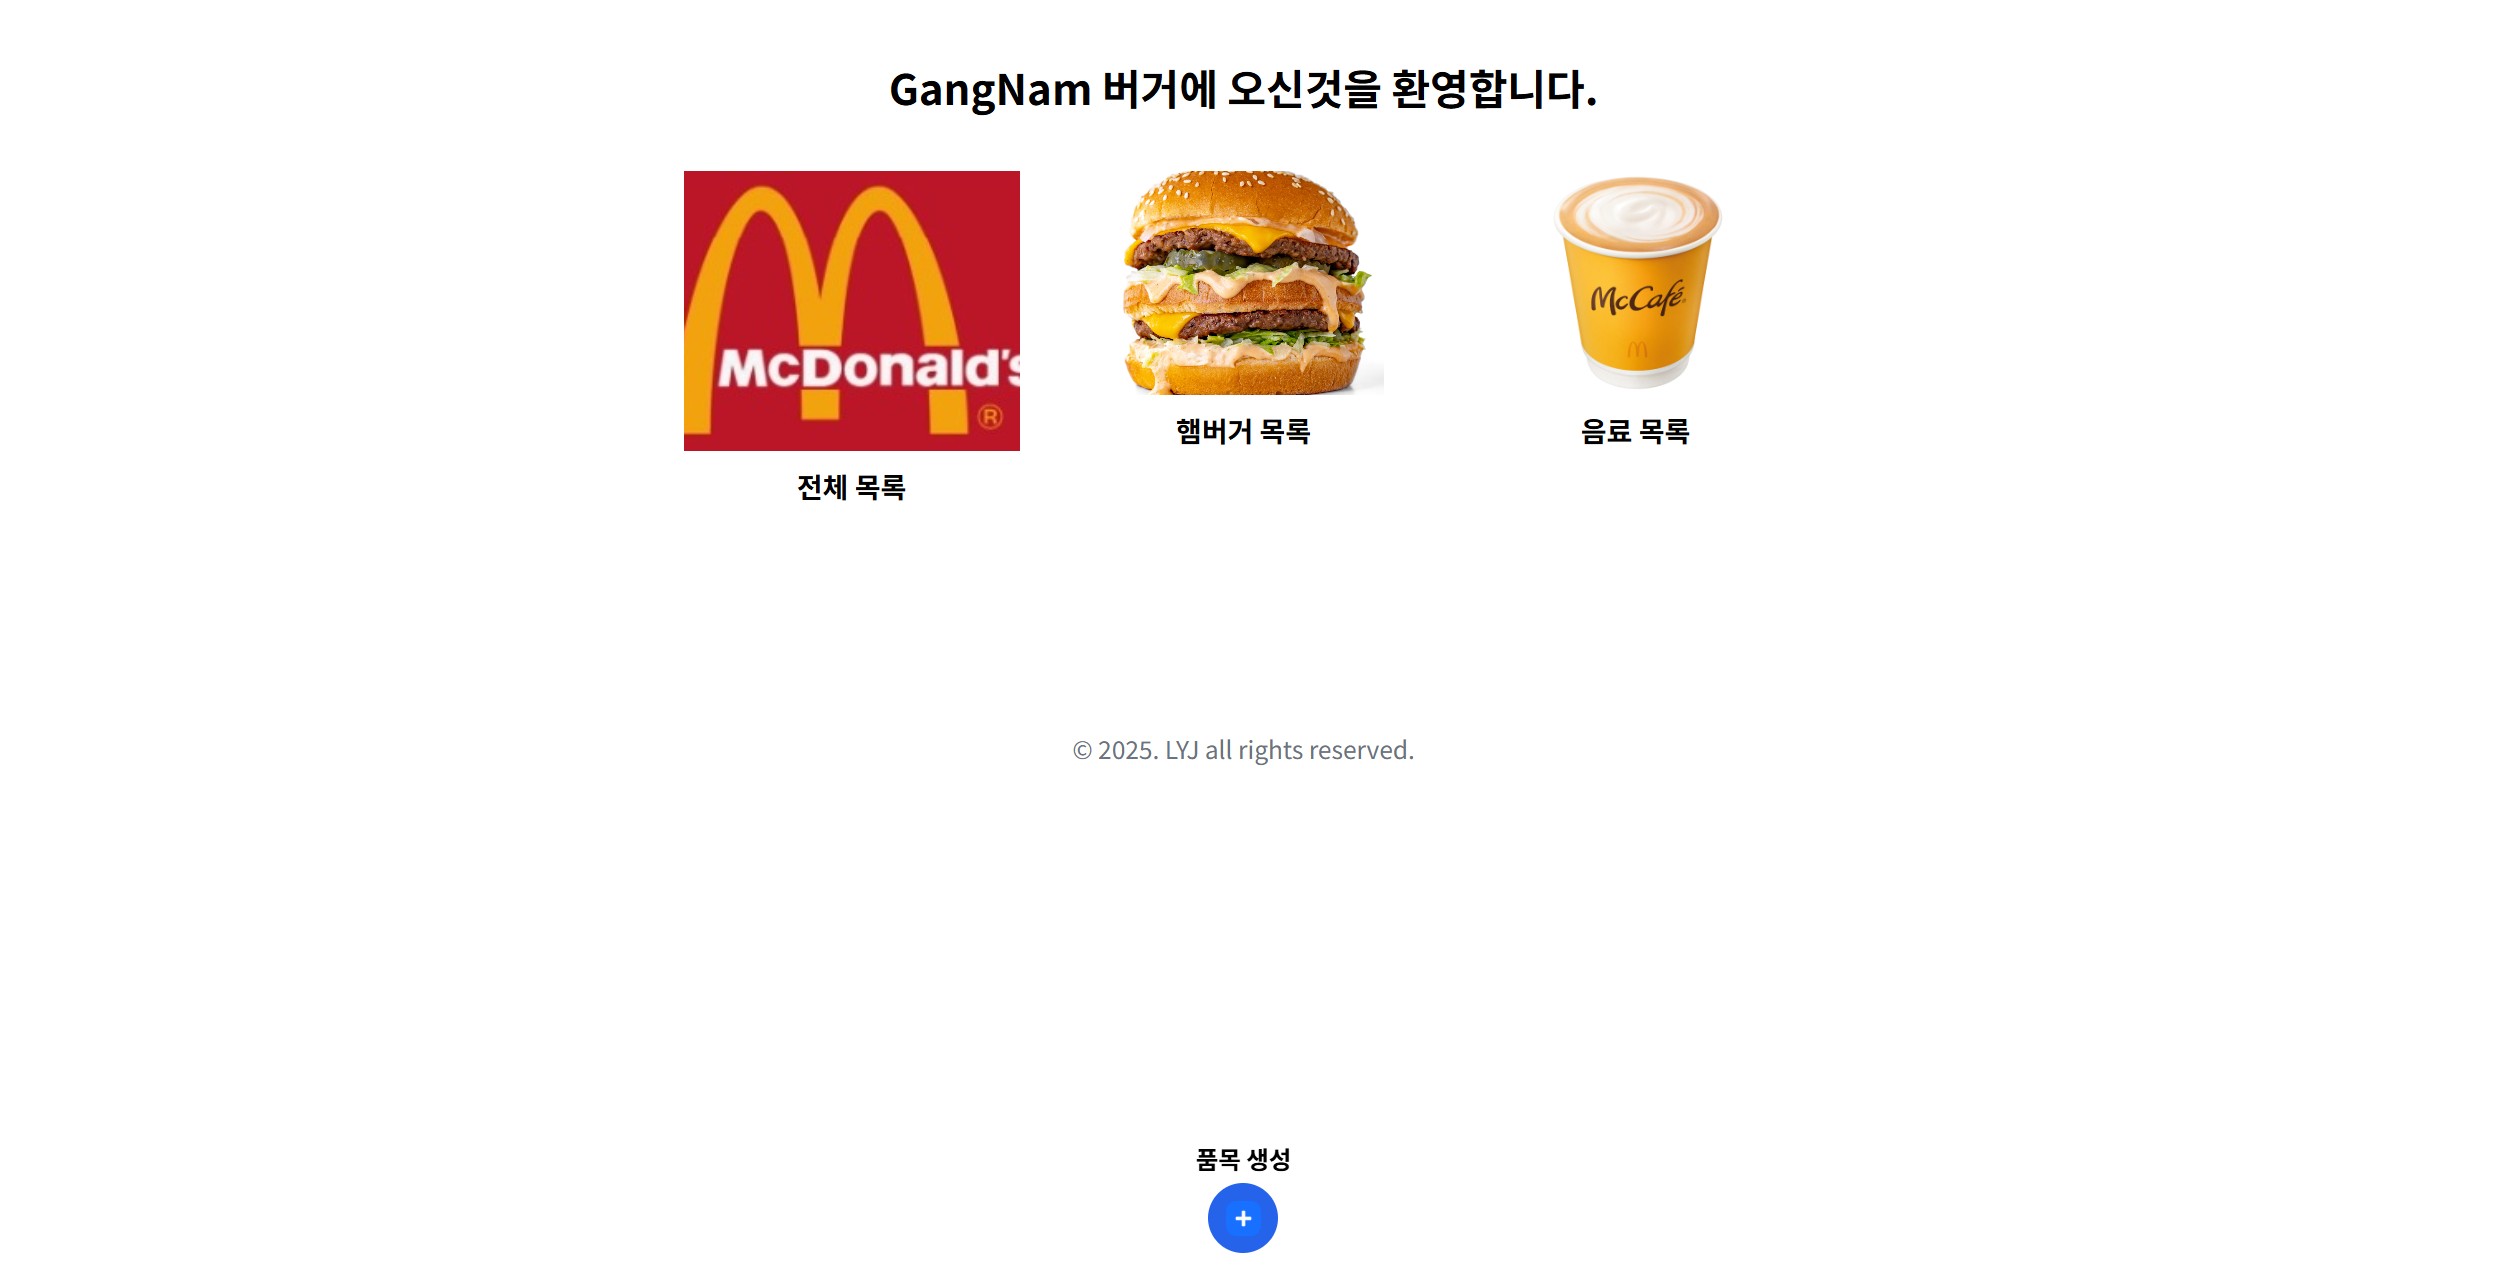 GangNam 버거에 오신것을 환영합니다.
McDonald's
®
McCafé®
햄버거 목록
음료 목록
전체 목록
© 2025. LYJ all rights reserved.
품목 생성
+